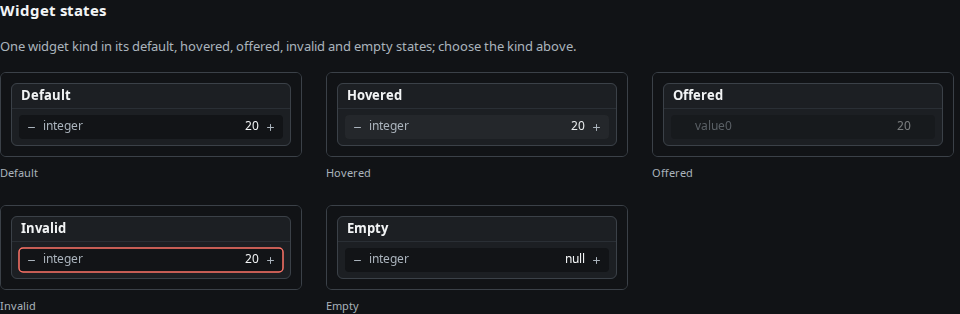 Widget states
One widget kind in its default, hovered, offered, invalid and empty states; choose the kind above.
Default
− integer 20 +
Default
Hovered
− integer 20 +
Hovered
Offered
value0 20
Offered
Invalid
− integer 20 +
Invalid
Empty
− integer null +
Empty